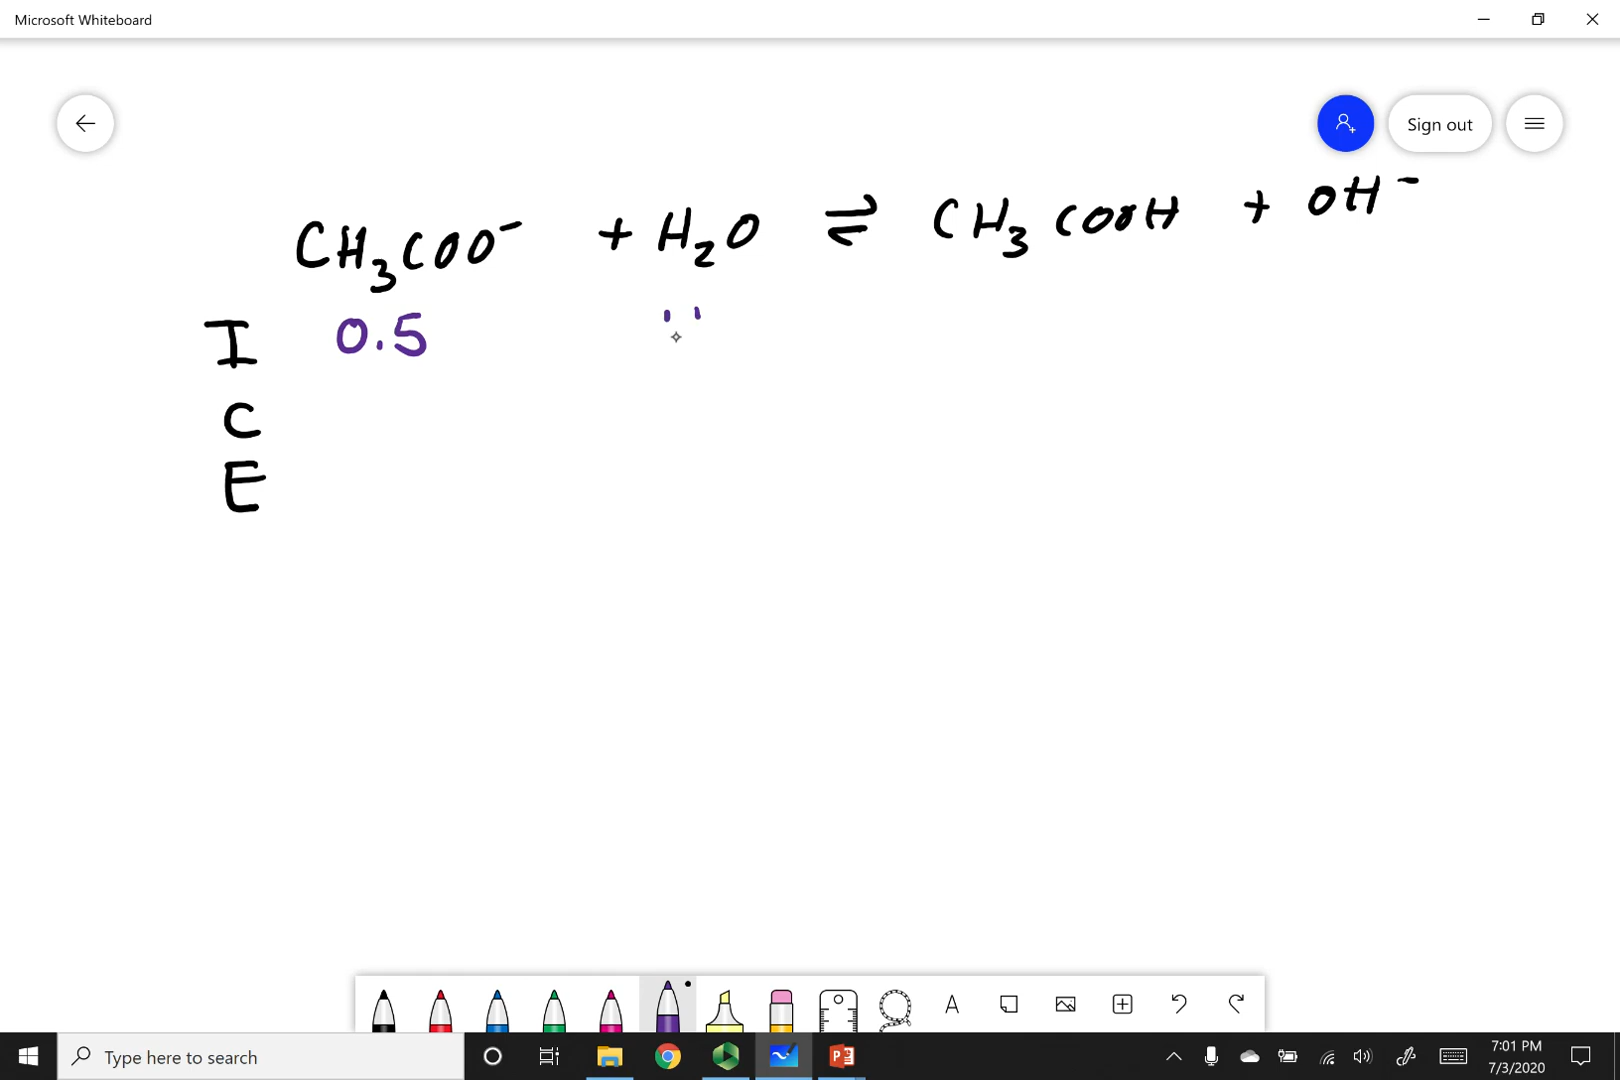 Microsoft Whiteboard
Sign out
CH₃COO⁻ + H₂O ⇌ CH₃COOH + OH⁻
I 0.5 ''
C
E
A
Type here to search
7:01 PM
7/3/2020